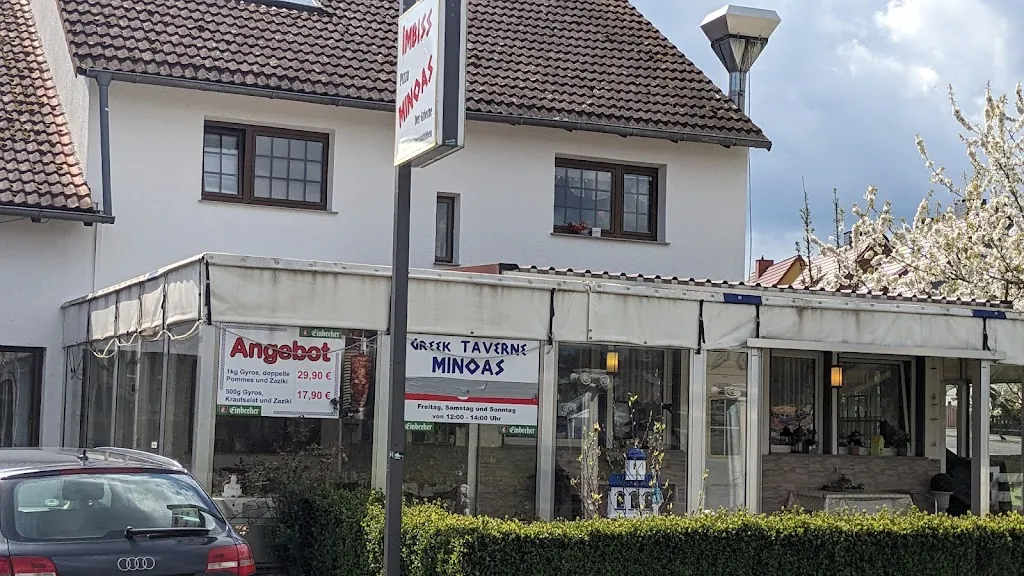 IMBISS
Pizza
MINOAS
Einbecker
Angebot
1kg Gyros, doppelte
Pommes und Zaziki
29,90 €
500g Gyros,
Krautsalat und Zaziki
17,90 €
Einbecker
GREEK TAVERNE
MINOAS
Freitag, Samstag und Sonntag
von 12:00 - 14:00 Uhr
Einbecker
Einbecker